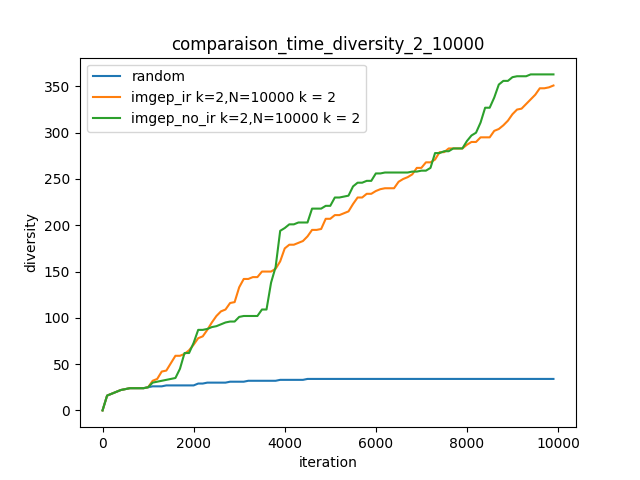 comparaison_time_diversity_2_10000
random
imgep_ir k=2,N=10000 k = 2
imgep_no_ir k=2,N=10000 k = 2
350
300
250
200
150
100
50
0
diversity
0 2000 4000 6000 8000 10000
iteration